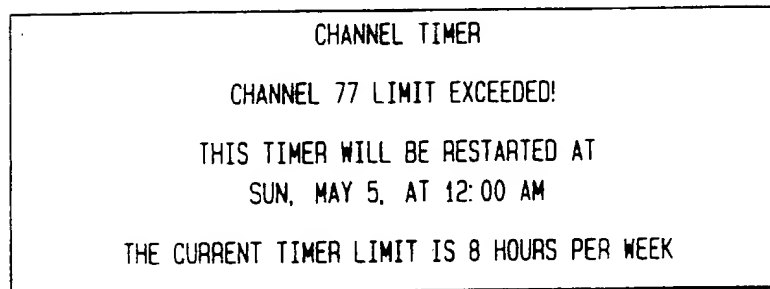 CHANNEL TIMER
CHANNEL 77 LIMIT EXCEEDED!
THIS TIMER WILL BE RESTARTED AT
SUN, MAY 5, AT 12:00 AM
THE CURRENT TIMER LIMIT IS 8 HOURS PER WEEK